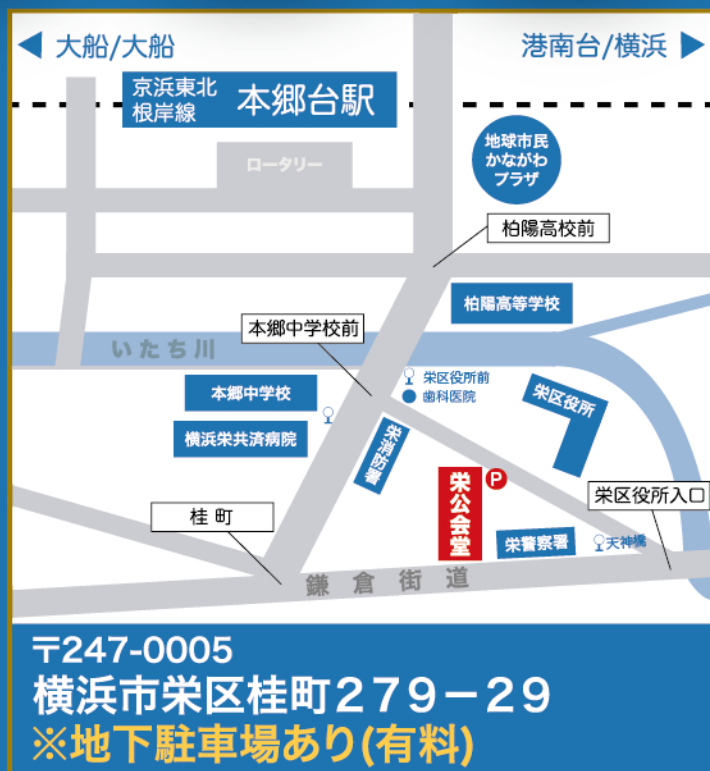 ◀ 大船/大船
港南台/横浜 ▶
京浜東北
根岸線
本郷台駅
ロータリー
地球市民
かながわ
プラザ
柏陽高校前
柏陽高等学校
本郷中学校前
いたち川
栄区役所前
歯科医院
本郷中学校
栄区役所
横浜栄共済病院
栄消防署
栄公会堂
P
栄区役所入口
桂町
栄警察署
天神橋
鎌倉街道
〒247-0005
横浜市栄区桂町279−29
※地下駐車場あり(有料)